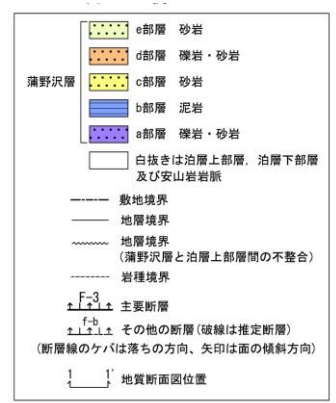 蒲野沢層
e部層 砂岩
d部層 礫岩・砂岩
c部層 砂岩
b部層 泥岩
a部層 礫岩・砂岩
白抜きは泊層上部層，泊層下部層
及び安山岩岩脈
敷地境界
地層境界
地層境界
(蒲野沢層と泊層上部層間の不整合)
岩種境界
F-3 主要断層
f-b その他の断層(破線は推定断層)
(断層線のケバは落ちの方向、矢印は面の傾斜方向)
1 1' 地質断面図位置